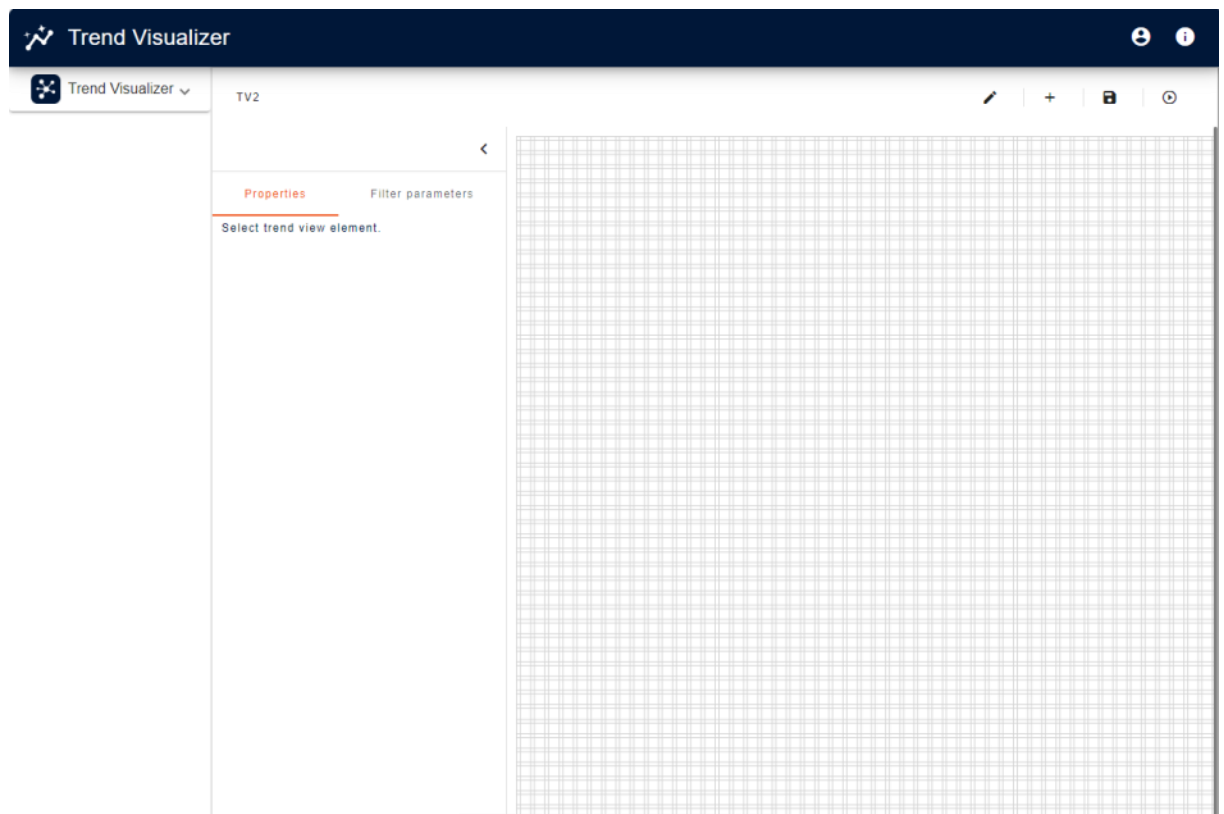 Trend Visualizer
Trend Visualizer
TV2
Properties Filter parameters
Select trend view element.